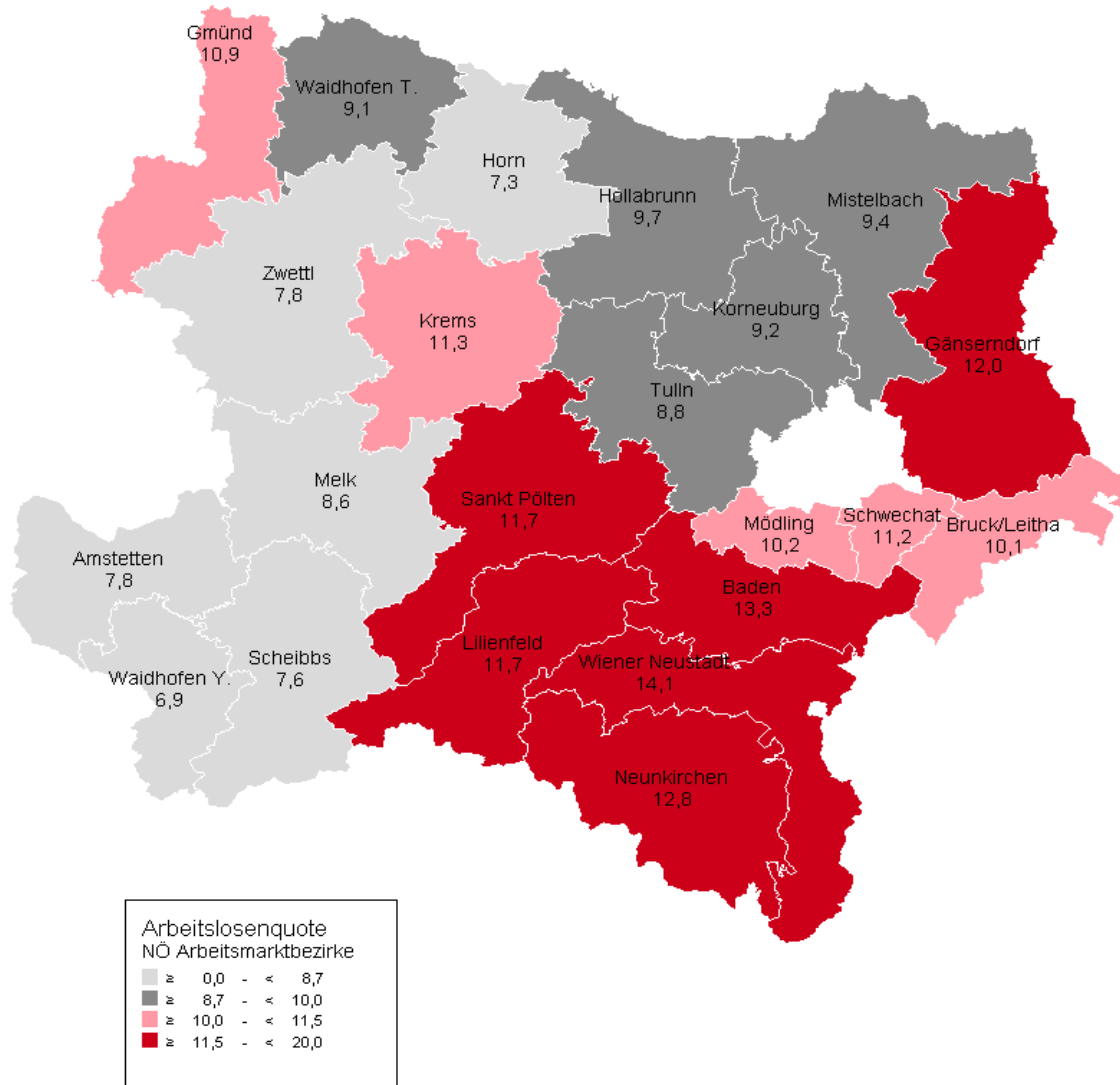 Gmünd
10,9
Waidhofen T.
9,1
Horn
7,3
Hollabrunn
9,7
Mistelbach
9,4
Zwettl
7,8
Krems
11,3
Korneuburg
9,2
Gänserndorf
12,0
Tulln
8,8
Melk
8,6
Sankt Pölten
11,7
Mödling
10,2
Schwechat
11,2
Bruck/Leitha
10,1
Amstetten
7,8
Baden
13,3
Lilienfeld
11,7
Scheibbs
7,6
Wiener Neustadt
14,1
Waidhofen Y.
6,9
Neunkirchen
12,8
Arbeitslosenquote
NÖ Arbeitsmarktbezirke
≥ 0,0 - < 8,7
≥ 8,7 - < 10,0
≥ 10,0 - < 11,5
≥ 11,5 - < 20,0